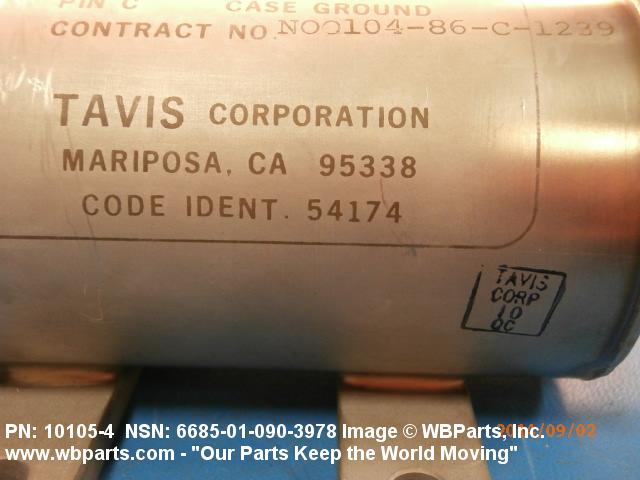 PIN C CASE GROUND
CONTRACT NO. N00104-86-C-1239
TAVIS CORPORATION
MARIPOSA, CA 95338
CODE IDENT. 54174
TAVIS
CORP
10
QC
PN: 10105-4 NSN: 6685-01-090-3978 Image © WBParts, Inc.
www.wbparts.com - "Our Parts Keep the World Moving"